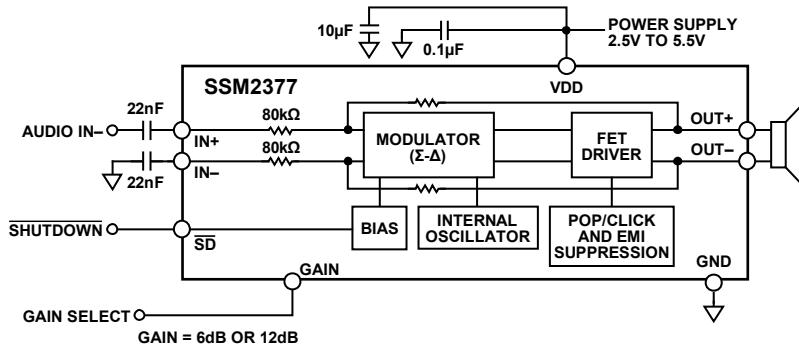 10µF
0.1µF
POWER SUPPLY
2.5V TO 5.5V
SSM2377
VDD
22nF
80kΩ
AUDIO IN–
IN+
80kΩ
IN–
22nF
MODULATOR
(Σ-Δ)
FET
DRIVER
OUT+
OUT–
SHUTDOWN
SD
BIAS
INTERNAL
OSCILLATOR
POP/CLICK
AND EMI
SUPPRESSION
GAIN
GND
GAIN SELECT
GAIN = 6dB OR 12dB